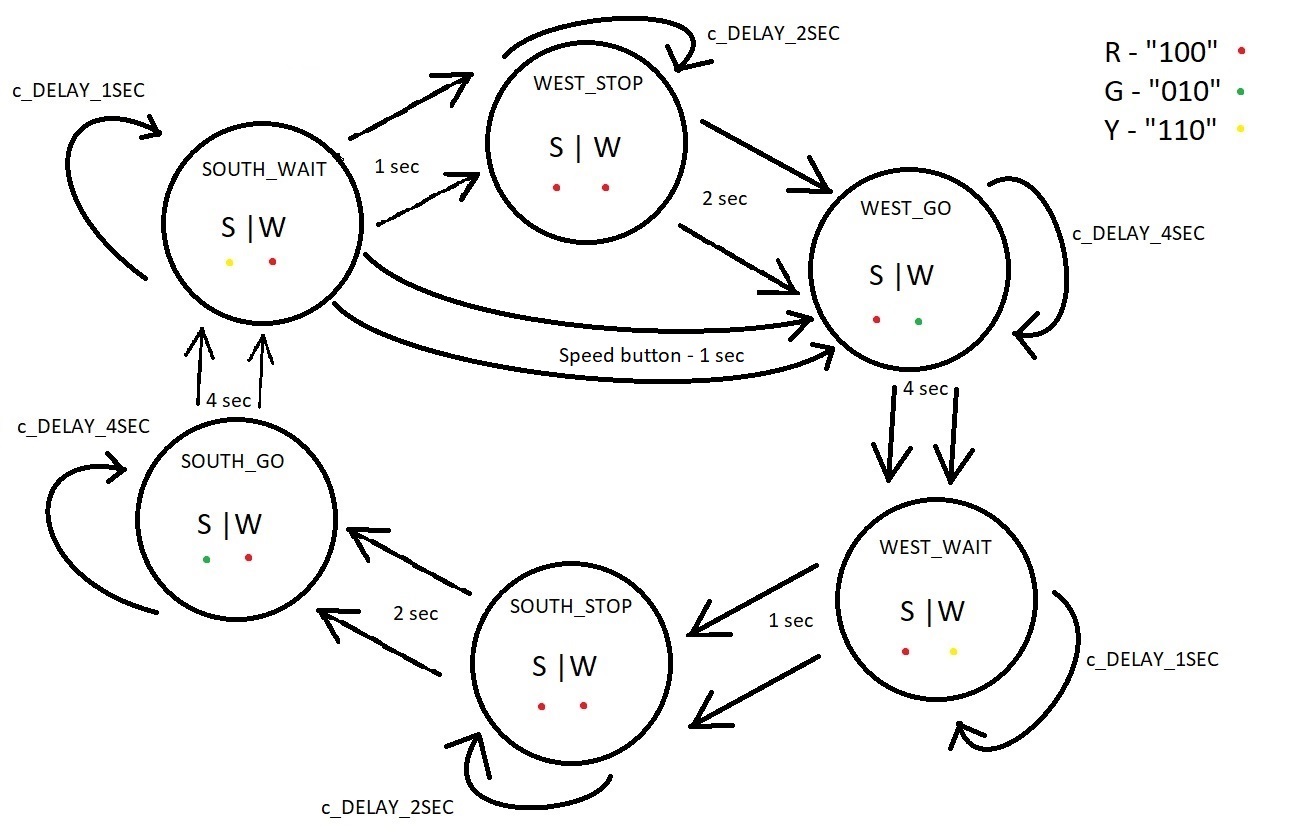 c_DELAY_2SEC
R - "100"
WEST_STOP
c_DELAY_1SEC
G - "010"
Y - "110"
S | W
SOUTH_WAIT
1 sec
2 sec
WEST_GO
S |W
c_DELAY_4SEC
S |W
Speed button - 1 sec
4 sec
4 sec
c_DELAY_4SEC
SOUTH_GO
S |W
WEST_WAIT
SOUTH_STOP
2 sec
S |W
1 sec
S |W
c_DELAY_1SEC
c_DELAY_2SEC